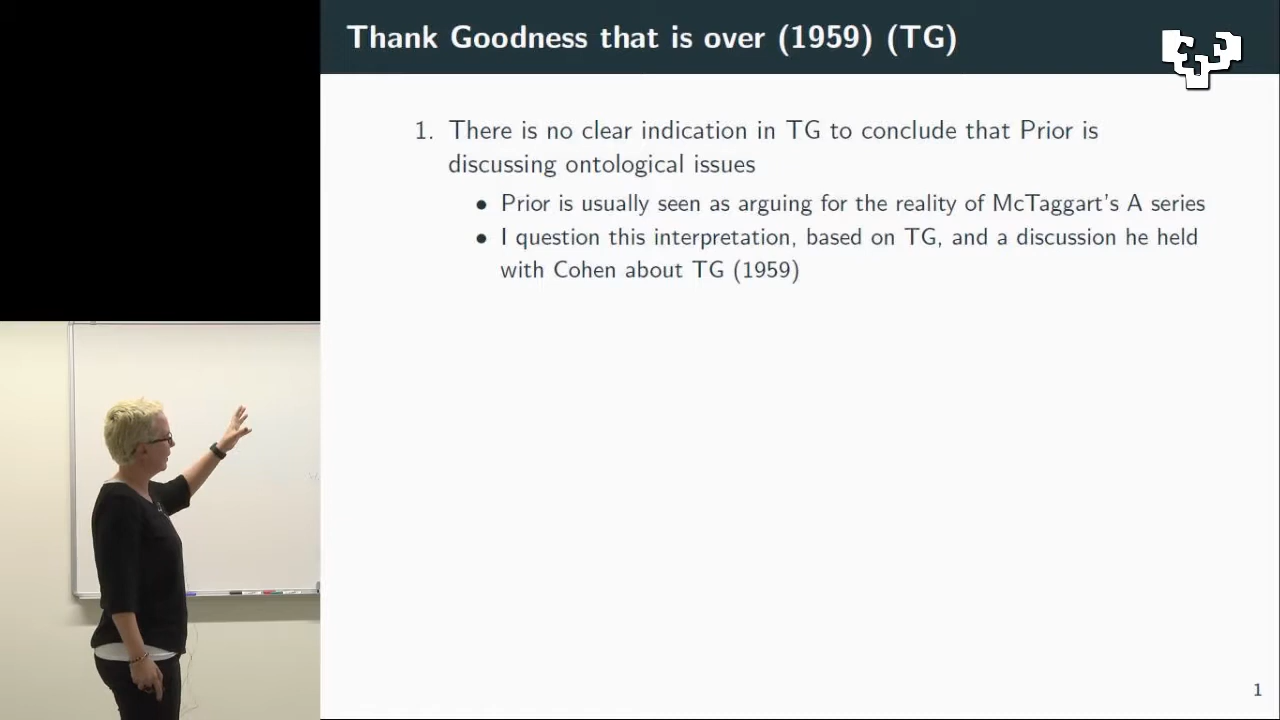 Thank Goodness that is over (1959) (TG)
1. There is no clear indication in TG to conclude that Prior is
discussing ontological issues
• Prior is usually seen as arguing for the reality of McTaggart's A series
• I question this interpretation, based on TG, and a discussion he held
with Cohen about TG (1959)
1